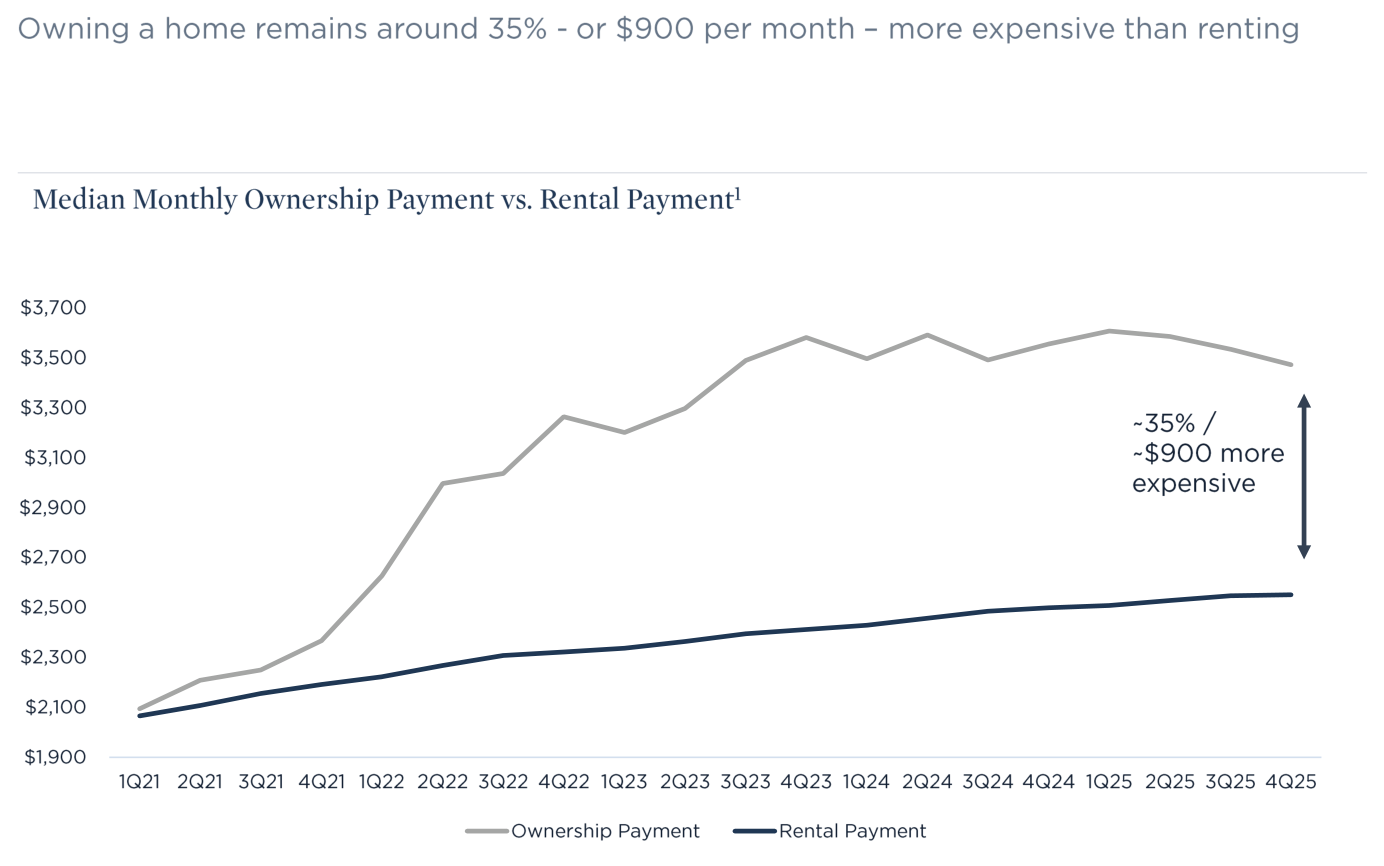 Owning a home remains around 35% - or $900 per month – more expensive than renting
Median Monthly Ownership Payment vs. Rental Payment¹
$3,700
$3,500
$3,300
$3,100
$2,900
$2,700
$2,500
$2,300
$2,100
$1,900
~35% /
~$900 more
expensive
1Q21 2Q21 3Q21 4Q21 1Q22 2Q22 3Q22 4Q22 1Q23 2Q23 3Q23 4Q23 1Q24 2Q24 3Q24 4Q24 1Q25 2Q25 3Q25 4Q25
Ownership Payment Rental Payment